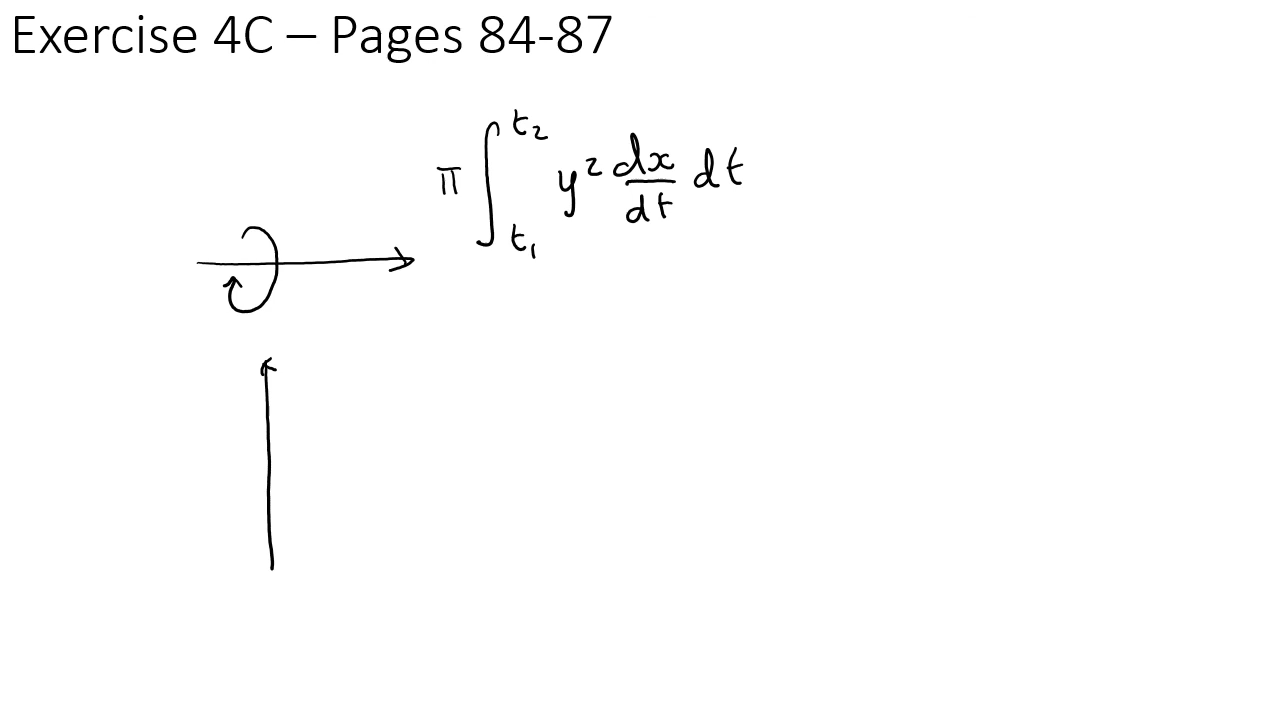 Exercise 4C – Pages 84-87
π ∫_{t₁}^{t₂} y² dx/dt dt